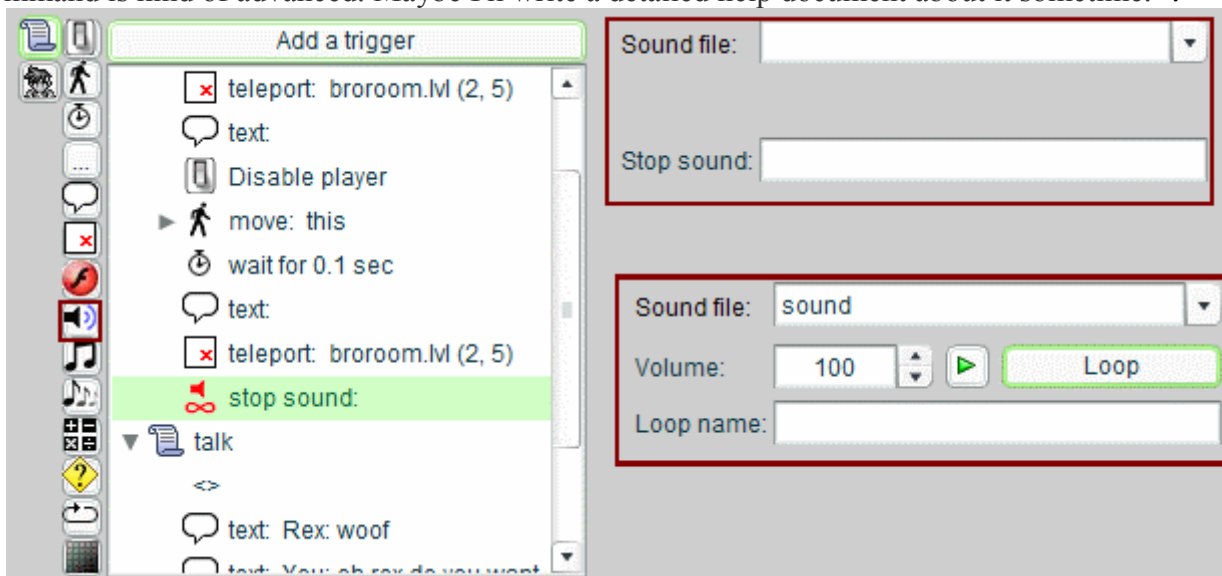 Add a trigger
teleport: broroom.lvl (2, 5)
text:
Disable player
move: this
wait for 0.1 sec
text:
teleport: broroom.lvl (2, 5)
stop sound:
talk
<>
text: Rex: woof
Sound file:
Stop sound:
Sound file: sound
Volume: 100 Loop
Loop name: